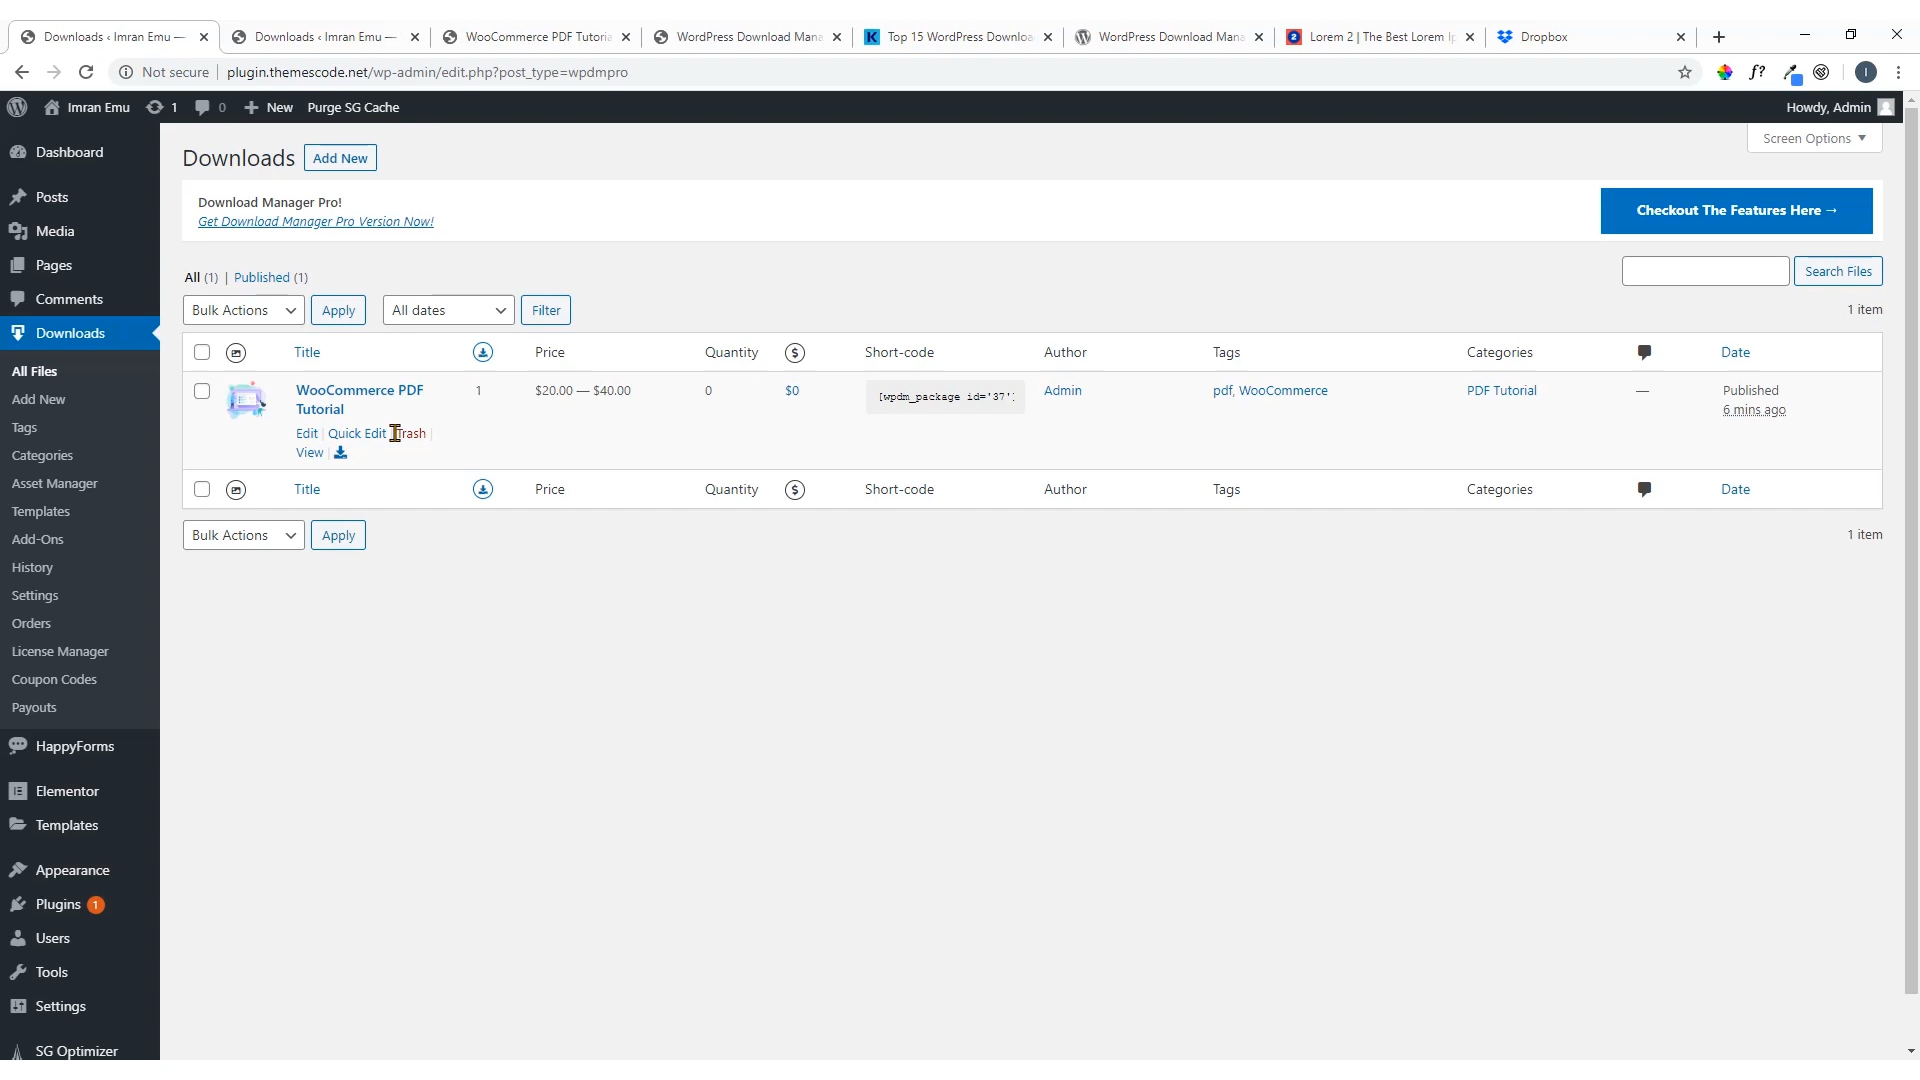 Downloads ‹ Imran Emu —
Downloads ‹ Imran Emu —
WooCommerce PDF Tutoria
WordPress Download Mana
Top 15 WordPress Downloa
WordPress Download Mana
Lorem 2 | The Best Lorem Ip
Dropbox
Not secure
plugin.themescode.net/wp-admin/edit.php?post_type=wpdmpro
Imran Emu
1
0
New
Purge SG Cache
Howdy, Admin
Dashboard
Posts
Media
Pages
Comments
Downloads
All Files
Add New
Tags
Categories
Asset Manager
Templates
Add-Ons
History
Settings
Orders
License Manager
Coupon Codes
Payouts
HappyForms
Elementor
Templates
Appearance
Plugins 1
Users
Tools
Settings
SG Optimizer
Screen Options
Downloads
Add New
Download Manager Pro!
Get Download Manager Pro Version Now!
Checkout The Features Here →
All (1) | Published (1)
Search Files
Bulk Actions
Apply
All dates
Filter
1 item
Title Price Quantity $ Short-code Author Tags Categories Date
WooCommerce PDF Tutorial
1
$20.00 — $40.00
0
$0
[wpdm_package id='37']
Admin
pdf, WooCommerce
PDF Tutorial
—
Published
6 mins ago
Edit | Quick Edit | Trash |
View |
Title Price Quantity $ Short-code Author Tags Categories Date
Bulk Actions
Apply
1 item